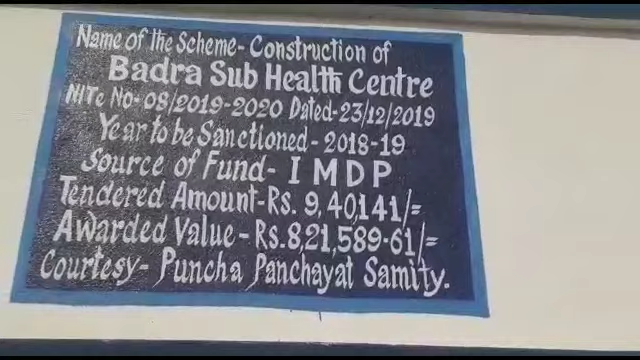 Name of the Scheme- Construction of
Badra Sub Health Centre
NITe No- 08/2019-2020 Dated-23/12/2019
Year to be Sanctioned - 2018-19
Source of Fund- I M D P
Tendered Amount-Rs. 9,40,141/=
Awarded Value - Rs.8,21,589-61/=
Courtesy- Puncha Panchayat Samity.